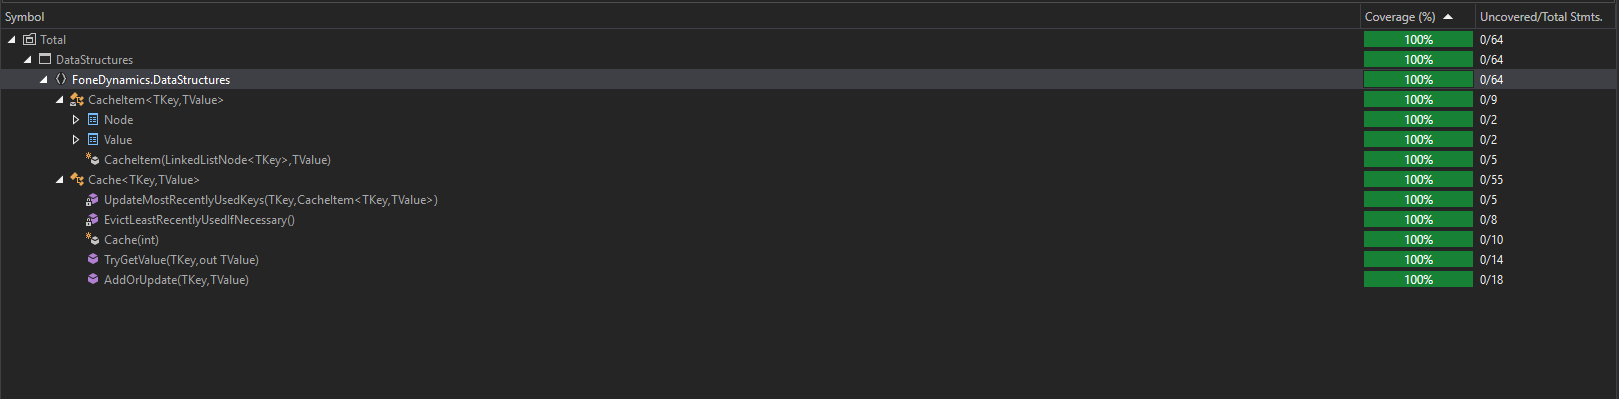 Symbol Coverage (%) Uncovered/Total Stmts.
Total 100% 0/64
DataStructures 100% 0/64
FoneDynamics.DataStructures 100% 0/64
CacheItem<TKey,TValue> 100% 0/9
Node 100% 0/2
Value 100% 0/2
CacheItem(LinkedListNode<TKey>,TValue) 100% 0/5
Cache<TKey,TValue> 100% 0/55
UpdateMostRecentlyUsedKeys(TKey,CacheItem<TKey,TValue>) 100% 0/5
EvictLeastRecentlyUsedIfNecessary() 100% 0/8
Cache(int) 100% 0/10
TryGetValue(TKey,out TValue) 100% 0/14
AddOrUpdate(TKey,TValue) 100% 0/18